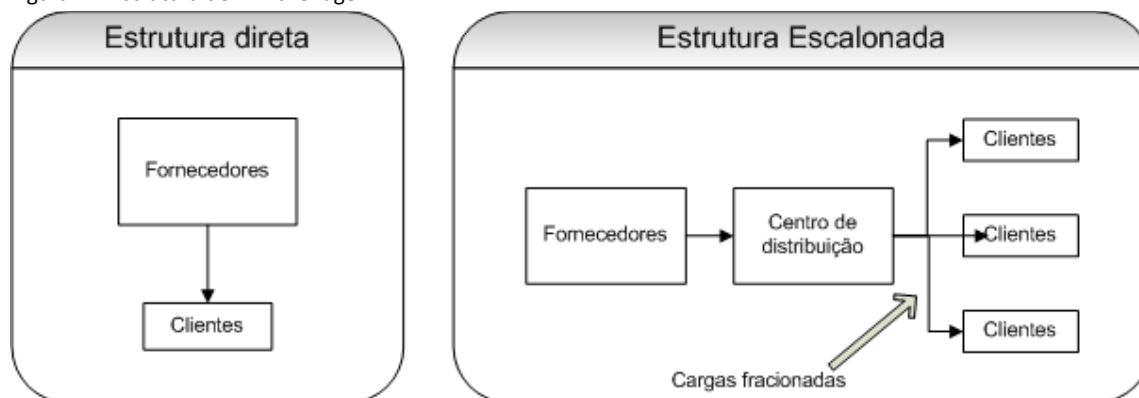 Estrutura direta
Fornecedores
Clientes
Estrutura Escalonada
Fornecedores
Centro de
distribuição
Clientes
Clientes
Clientes
Cargas fracionadas